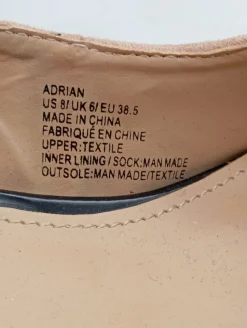 ADRIAN
US 8/ UK 6/ EU 38.5
MADE IN CHINA
FABRIQUÉ EN CHINE
UPPER:TEXTILE
INNER LINING / SOCK:MAN MADE
OUTSOLE:MAN MADE/TEXTILE